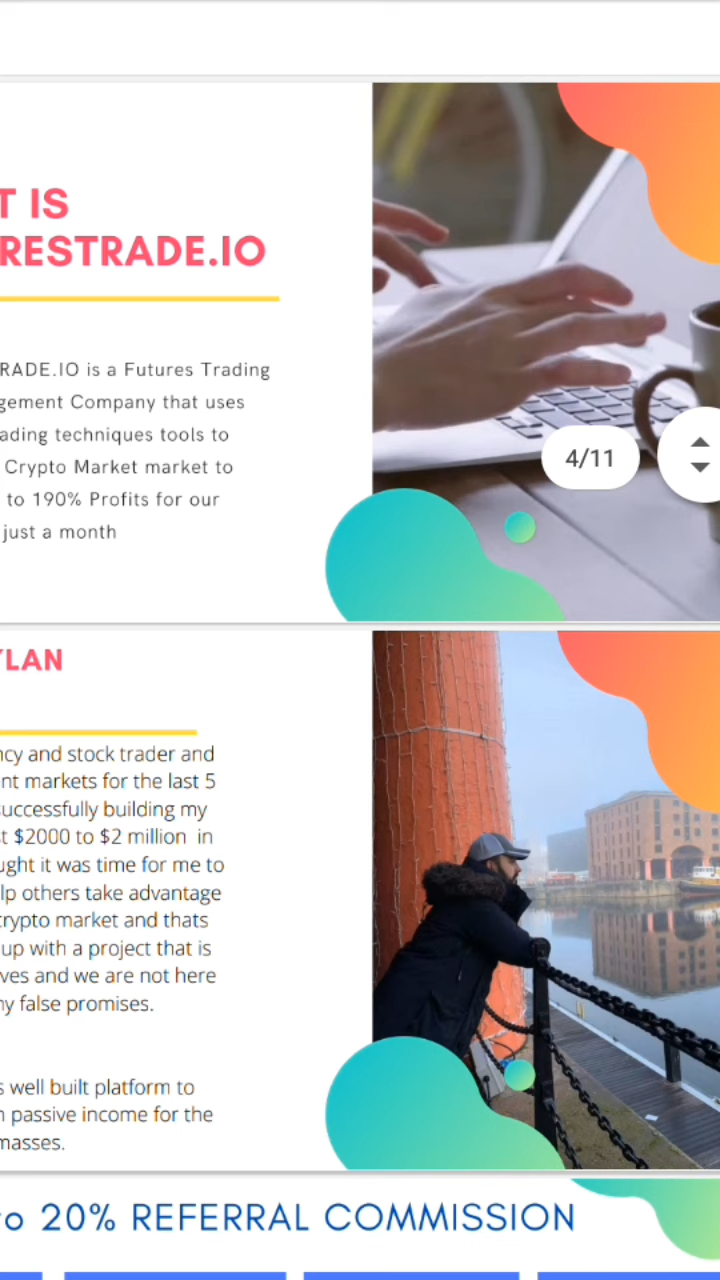 T IS
RESTRADE.IO
RADE.IO is a Futures Trading
gement Company that uses
ading techniques tools to
Crypto Market market to
to 190% Profits for our
just a month
4/11
YLAN
ncy and stock trader and
nt markets for the last 5
successfully building my
t $2000 to $2 million in
ught it was time for me to
lp others take advantage
crypto market and thats
up with a project that is
ves and we are not here
ny false promises.
s well built platform to
n passive income for the
masses.
to 20% REFERRAL COMMISSION